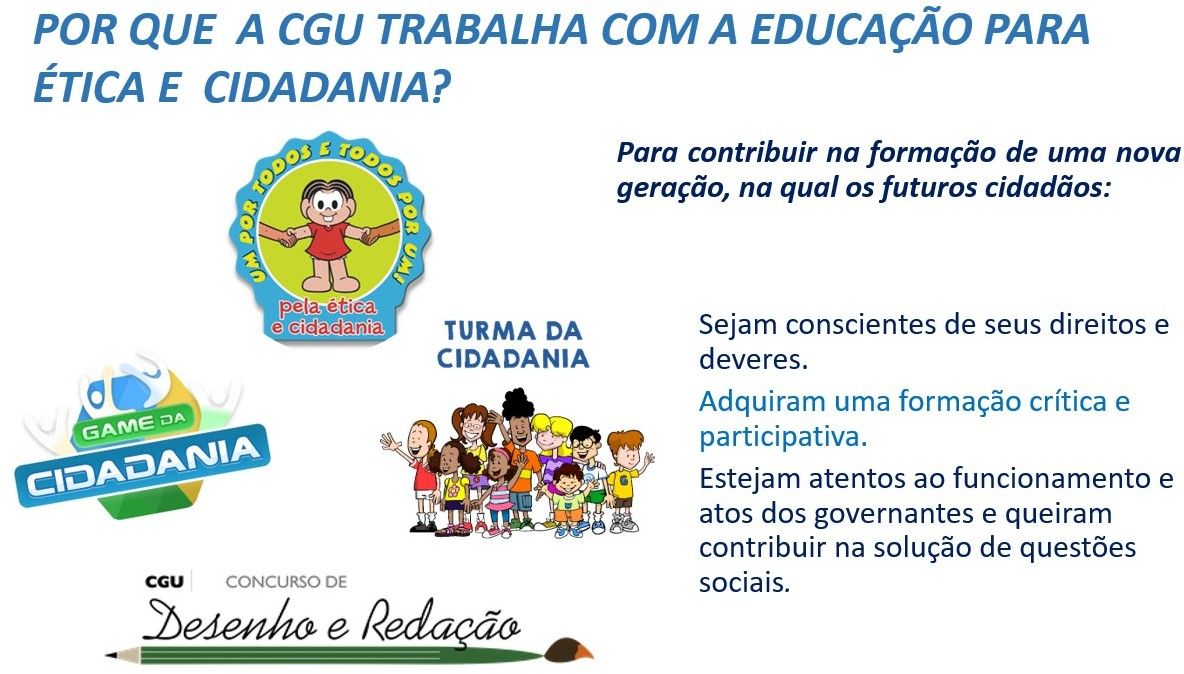 POR QUE A CGU TRABALHA COM A EDUCAÇÃO PARA
ÉTICA E CIDADANIA?
UM POR TODOS E TODOS POR UM!
pela ética
e cidadania
Para contribuir na formação de uma nova
geração, na qual os futuros cidadãos:
TURMA DA
CIDADANIA
GAME DA
CIDADANIA
G
Sejam conscientes de seus direitos e
deveres.
Adquiram uma formação crítica e
participativa.
Estejam atentos ao funcionamento e
atos dos governantes e queiram
contribuir na solução de questões
sociais.
CGU CONCURSO DE
Desenho e Redação